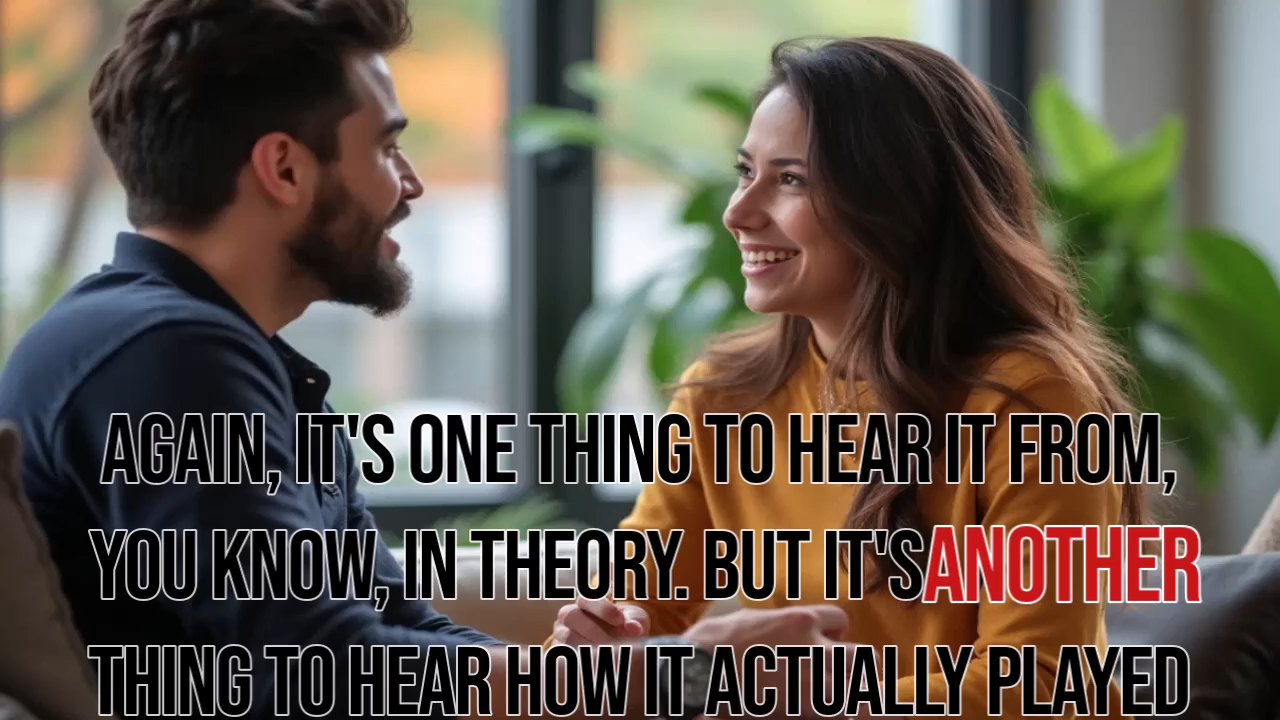 AGAIN, IT'S ONE THING TO HEAR IT FROM,
YOU KNOW, IN THEORY. BUT IT'S ANOTHER
THING TO HEAR HOW IT ACTUALLY PLAYED